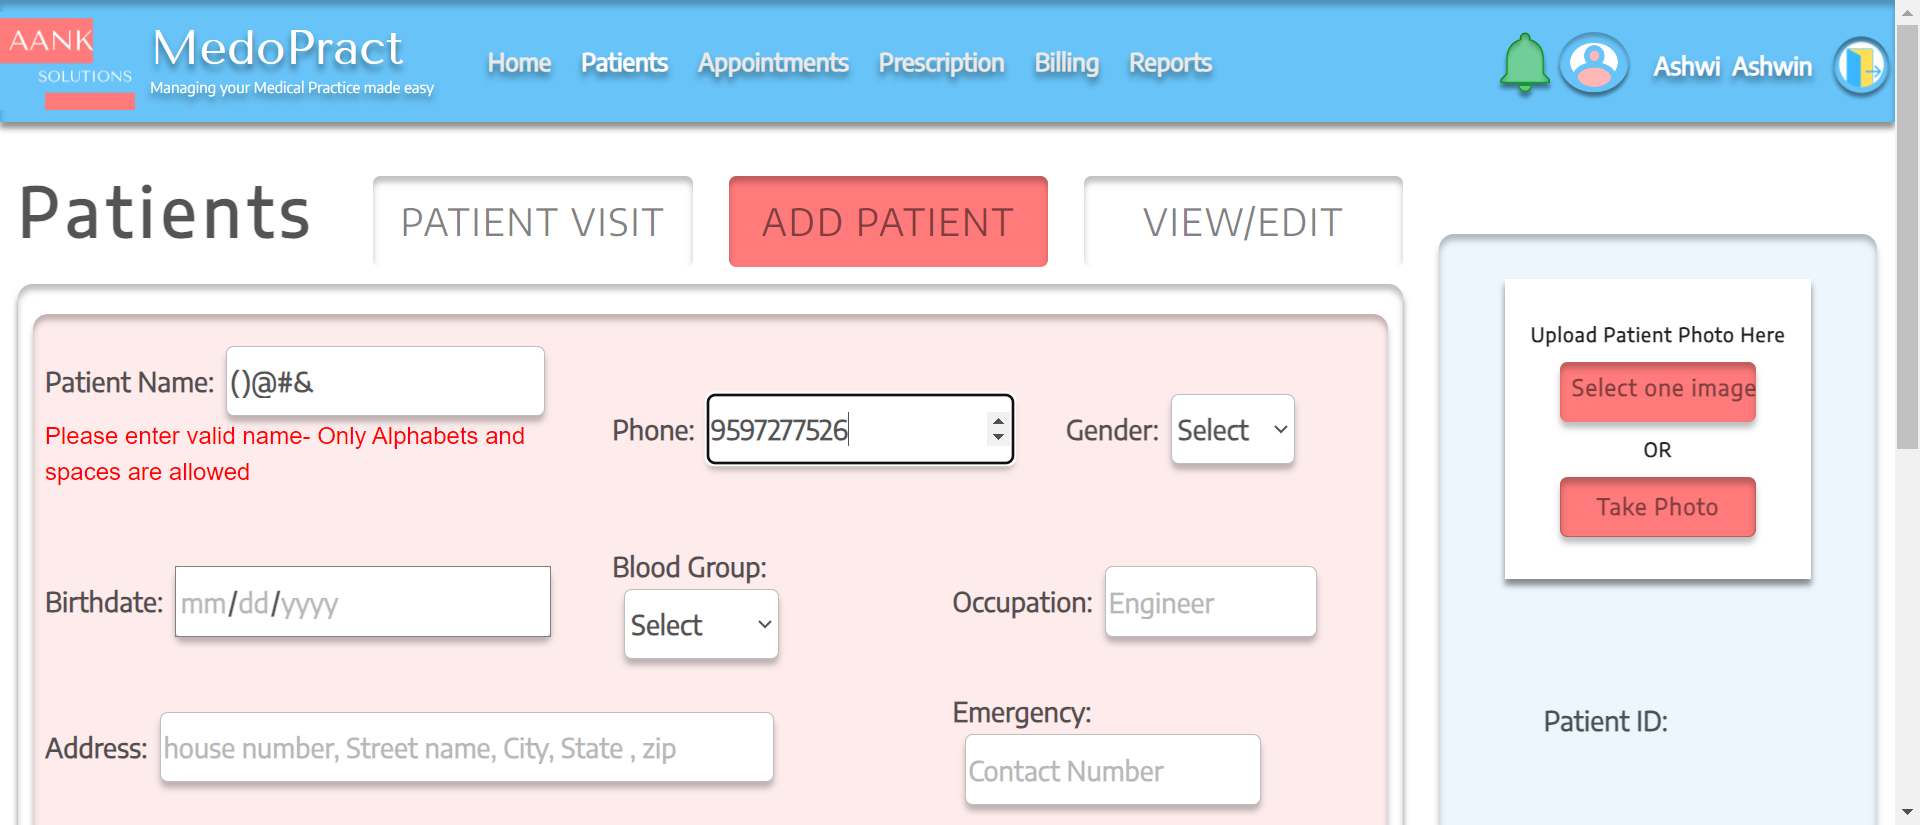 AANK
SOLUTIONS
MedoPract
Managing your Medical Practice made easy
Home Patients Appointments Prescription Billing Reports
Ashwi Ashwin
Patients
PATIENT VISIT
ADD PATIENT
VIEW/EDIT
Patient Name: ()@#&
Please enter valid name- Only Alphabets and
spaces are allowed
Phone: 9597277526
Gender: Select
Birthdate: mm/dd/yyyy
Blood Group:
Select
Occupation: Engineer
Address: house number, Street name, City, State , zip
Emergency:
Contact Number
Upload Patient Photo Here
Select one image
OR
Take Photo
Patient ID: